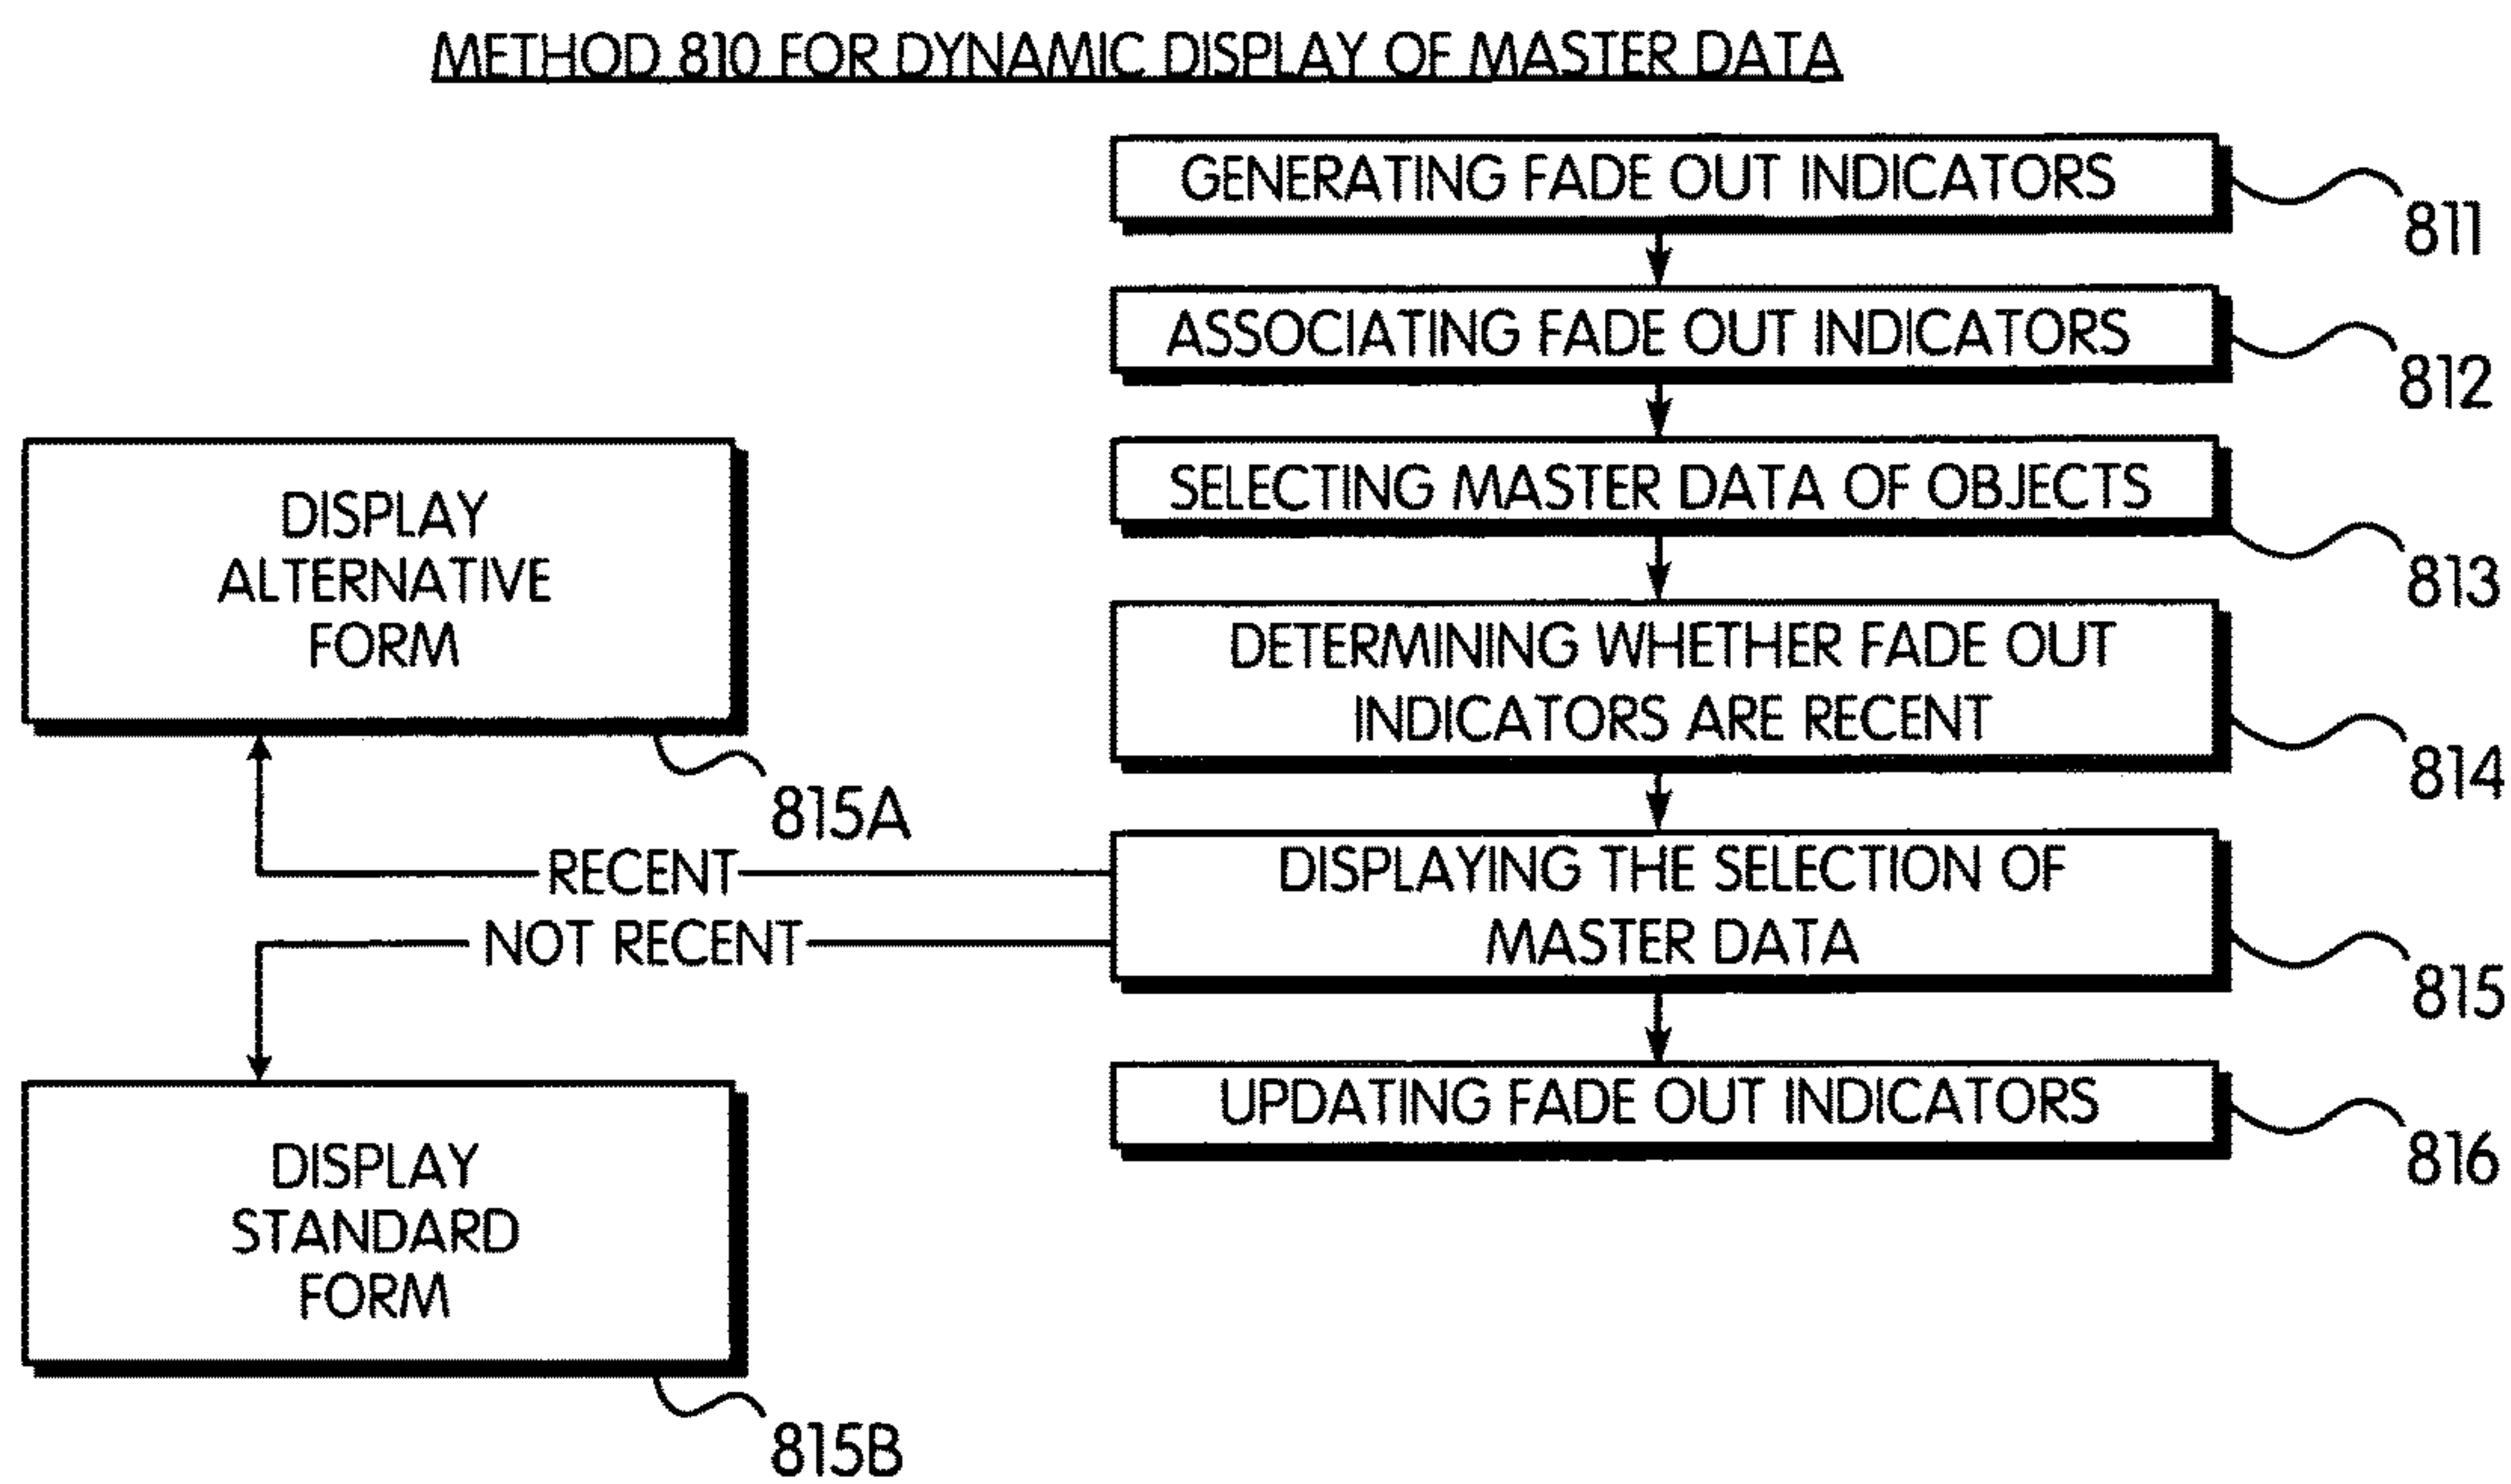 METHOD 810 FOR DYNAMIC DISPLAY OF MASTER DATA
GENERATING FADE OUT INDICATORS
811
ASSOCIATING FADE OUT INDICATORS
812
SELECTING MASTER DATA OF OBJECTS
813
DETERMINING WHETHER FADE OUT
INDICATORS ARE RECENT
814
DISPLAYING THE SELECTION OF
MASTER DATA
815
RECENT
NOT RECENT
DISPLAY
ALTERNATIVE
FORM
815A
DISPLAY
STANDARD
FORM
815B
UPDATING FADE OUT INDICATORS
816